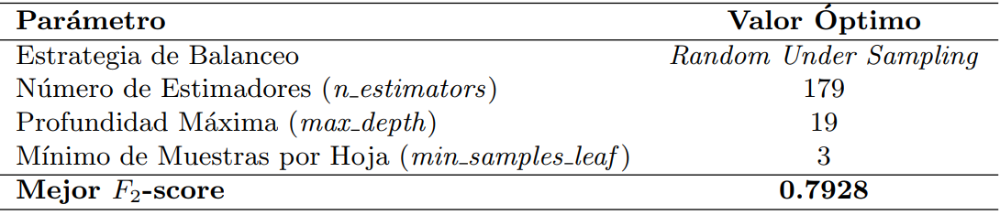 Parámetro Valor Óptimo
Estrategia de Balanceo Random Under Sampling
Número de Estimadores (n_estimators) 179
Profundidad Máxima (max_depth) 19
Mínimo de Muestras por Hoja (min_samples_leaf) 3
Mejor F₂-score 0.7928